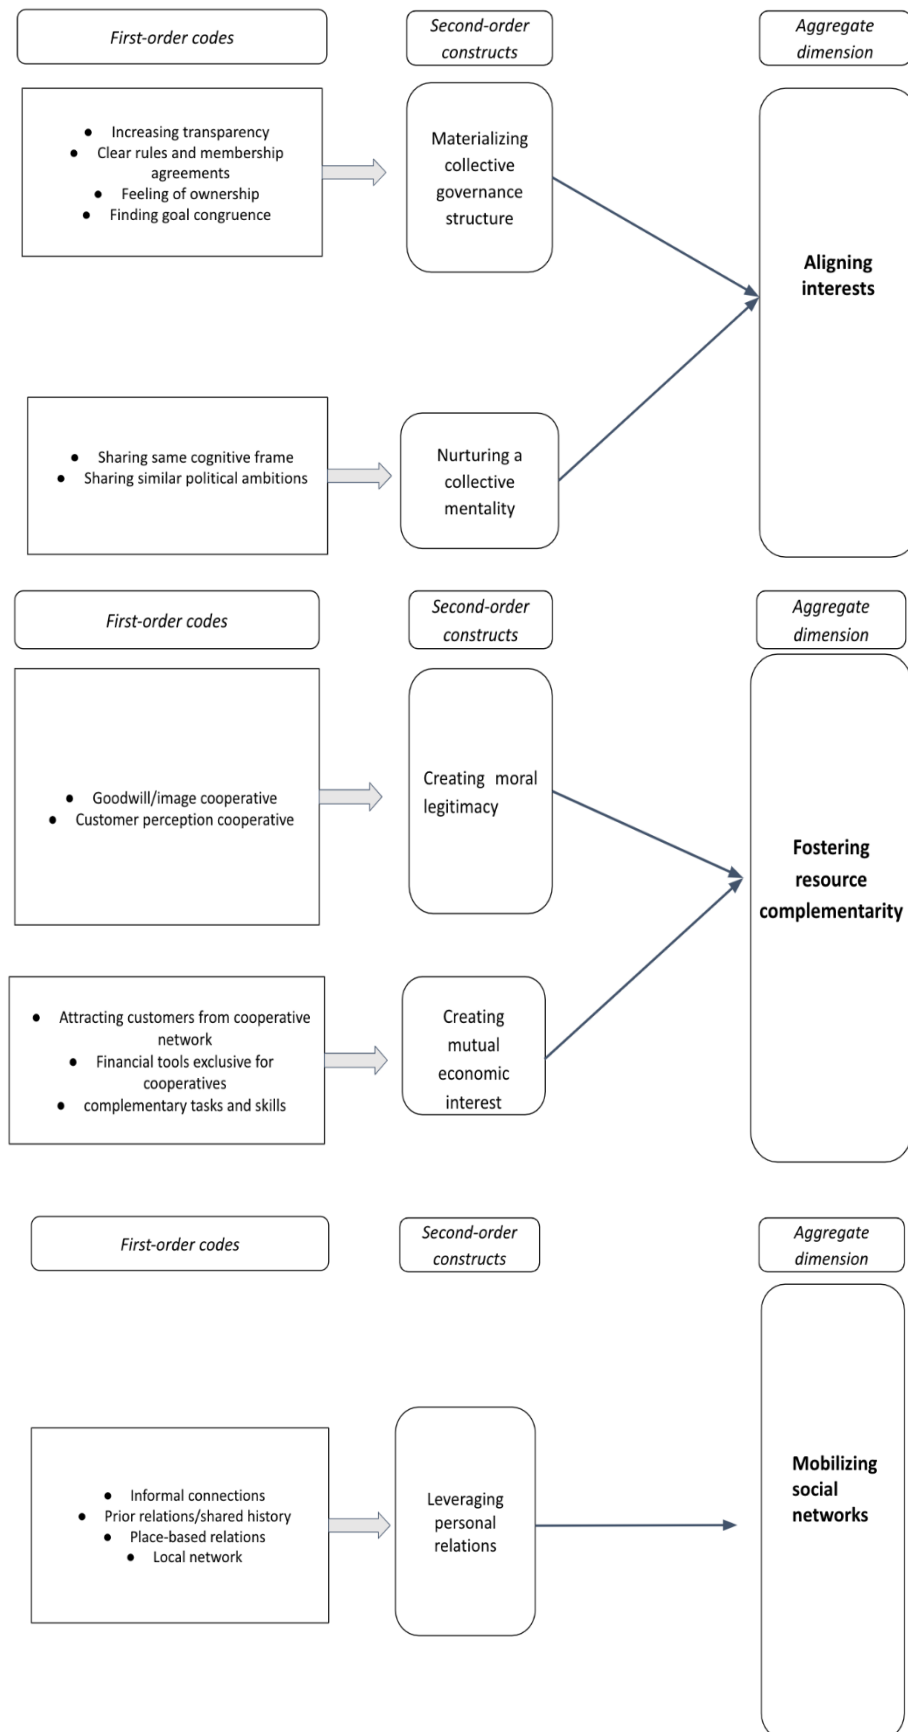 First-order codes
Second-order
constructs
Aggregate
dimension
● Increasing transparency
● Clear rules and membership
agreements
● Feeling of ownership
● Finding goal congruence
Materializing
collective
governance
structure
Aligning
interests
● Sharing same cognitive frame
● Sharing similar political ambitions
Nurturing a
collective
mentality
First-order codes
Second-order
constructs
Aggregate
dimension
● Goodwill/image cooperative
● Customer perception cooperative
Creating moral
legitimacy
Fostering
resource
complementarity
● Attracting customers from cooperative
network
● Financial tools exclusive for
cooperatives
● complementary tasks and skills
Creating
mutual
economic
interest
First-order codes
Second-order
constructs
Aggregate
dimension
● Informal connections
● Prior relations/shared history
● Place-based relations
● Local network
Leveraging
personal
relations
Mobilizing
social
networks